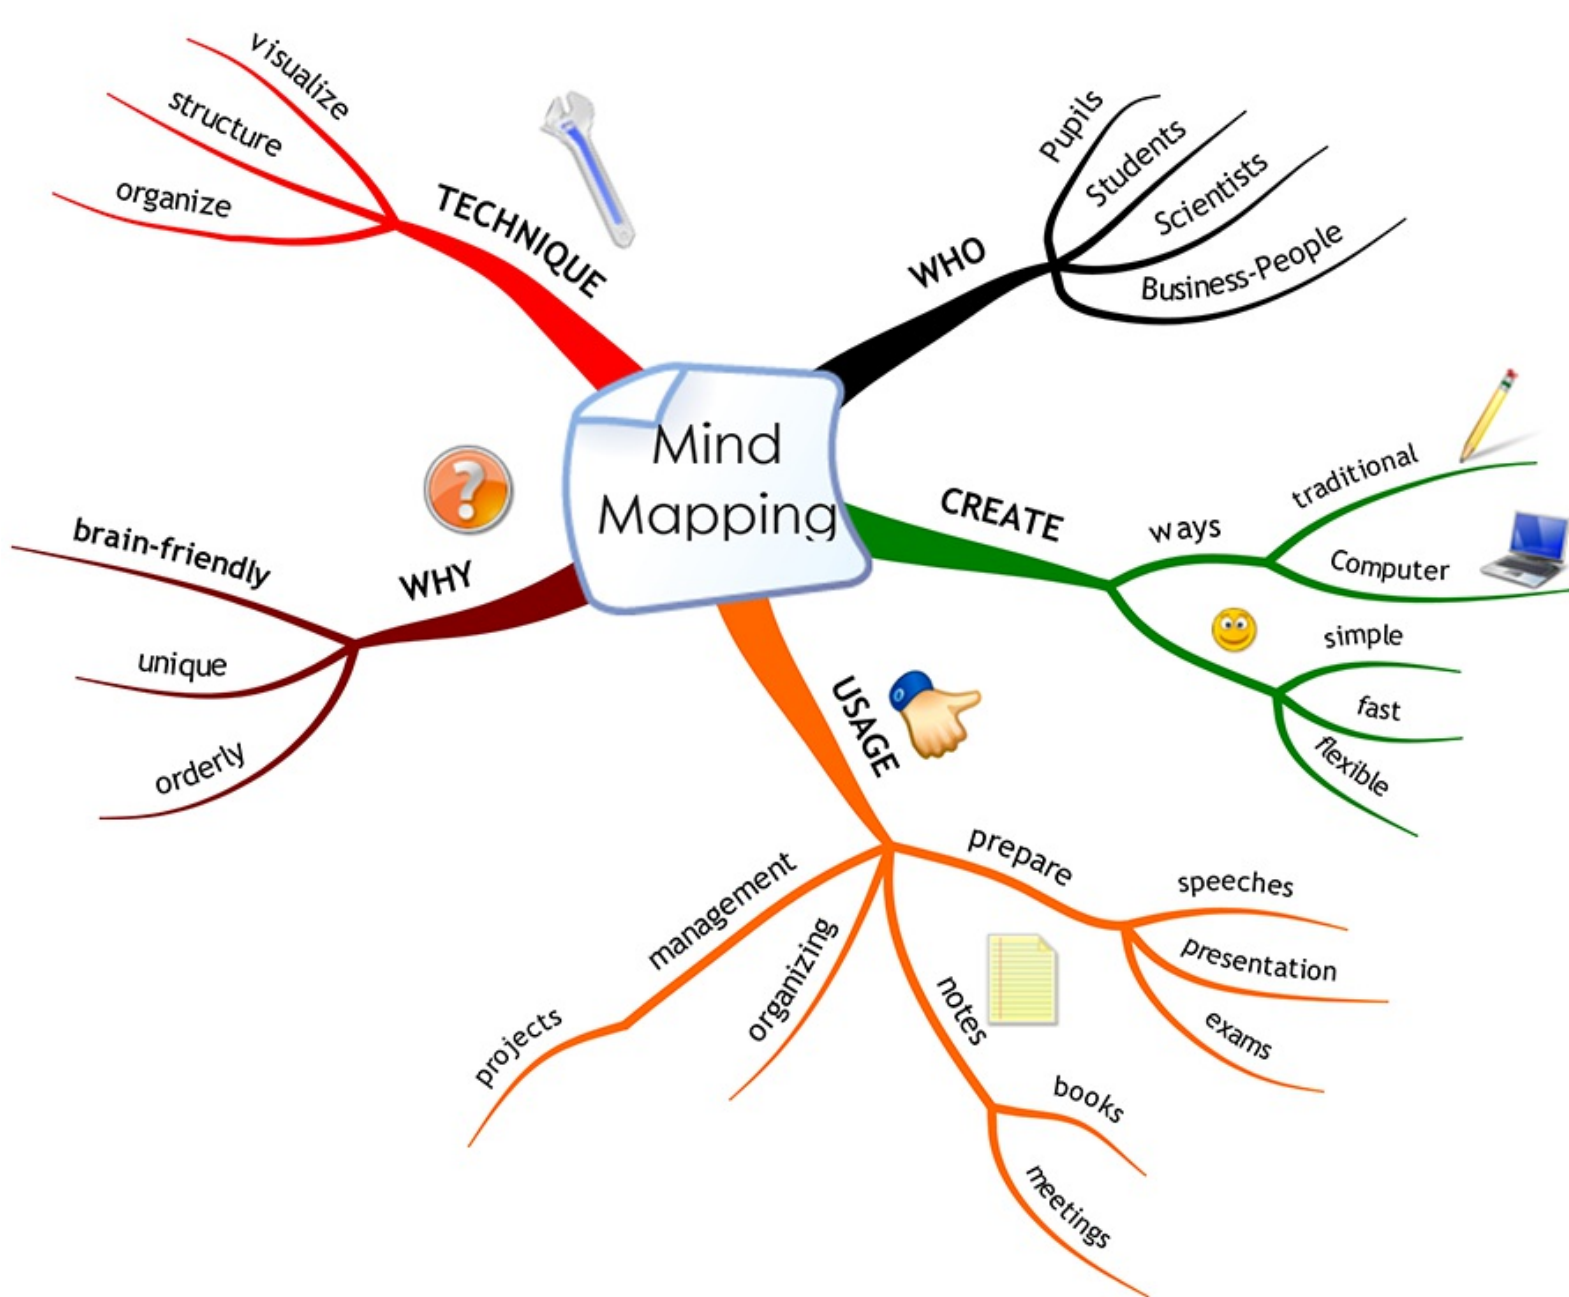 Mind
Mapping
TECHNIQUE
visualize
structure
organize
WHO
Pupils
Students
Scientists
Business-People
CREATE
ways
traditional
Computer
simple
fast
flexible
USAGE
prepare
speeches
presentation
exams
notes
books
meetings
organizing
management
projects
WHY
brain-friendly
unique
orderly
?